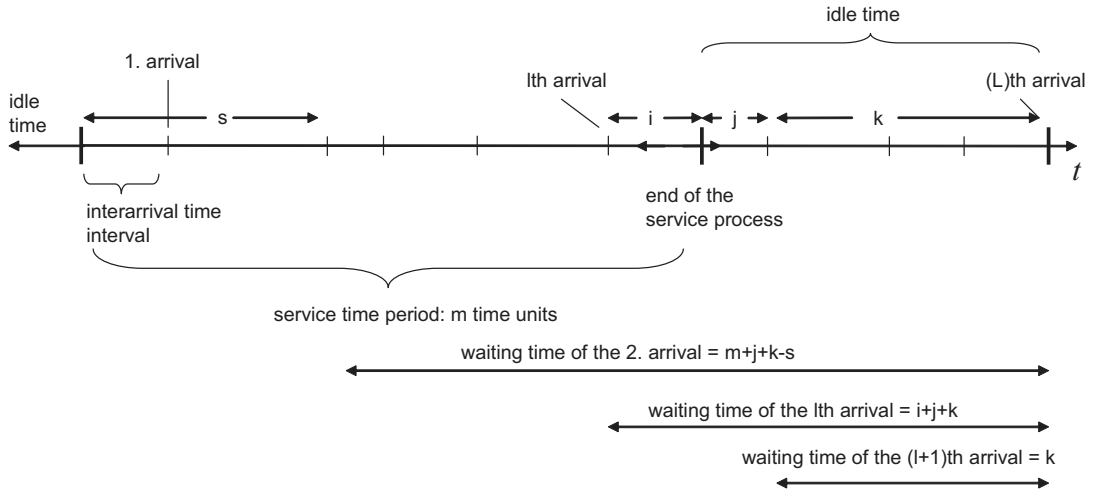 idle time
1. arrival
lth arrival
(L)th arrival
idle
time
s
i
j
k
t
interarrival time
interval
end of the
service process
service time period: m time units
waiting time of the 2. arrival = m+j+k-s
waiting time of the lth arrival = i+j+k
waiting time of the (l+1)th arrival = k